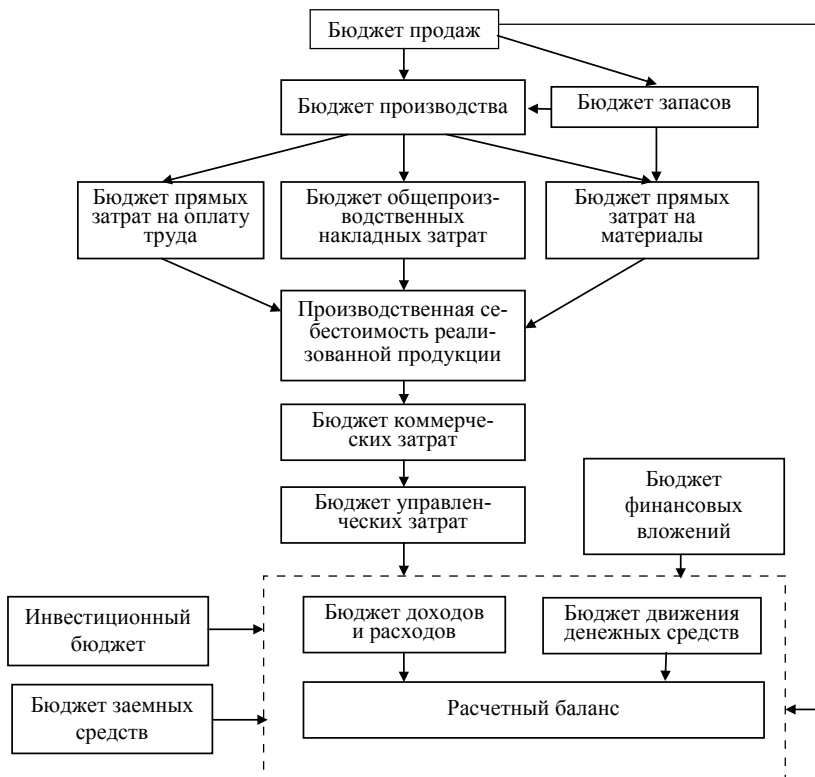 Бюджет продаж
Бюджет производства
Бюджет запасов
Бюджет прямых
затрат на оплату
труда
Бюджет общепроиз-
водственных
накладных затрат
Бюджет прямых
затрат на
материалы
Производственная се-
бестоимость реали-
зованной продукции
Бюджет коммерче-
ских затрат
Бюджет управлен-
ческих затрат
Бюджет
финансовых
вложений
Инвестиционный
бюджет
Бюджет доходов
и расходов
Бюджет движения
денежных средств
Бюджет заемных
средств
Расчетный баланс